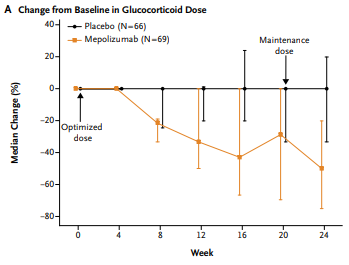 A Change from Baseline in Glucocorticoid Dose
40
20
0
−20
−40
−60
−80
Median Change (%)
Placebo (N=66)
Mepolizumab (N=69)
Optimized
dose
Maintenance
dose
0 4 8 12 16 20 24
Week